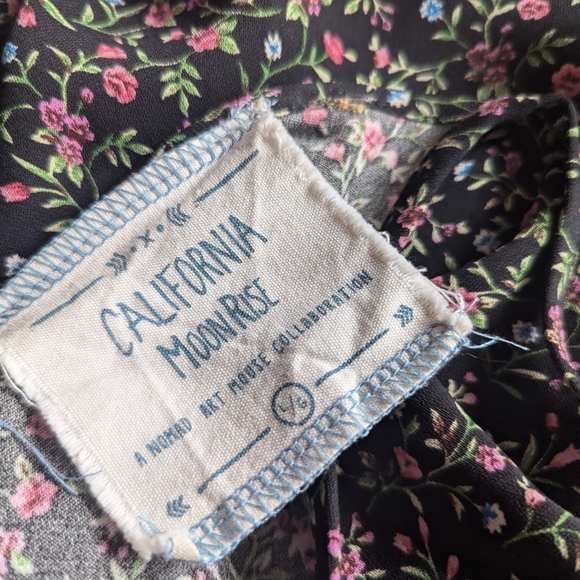 CALIFORNIA
MOONRISE
A NOMAD ART HOUSE COLLABORATION